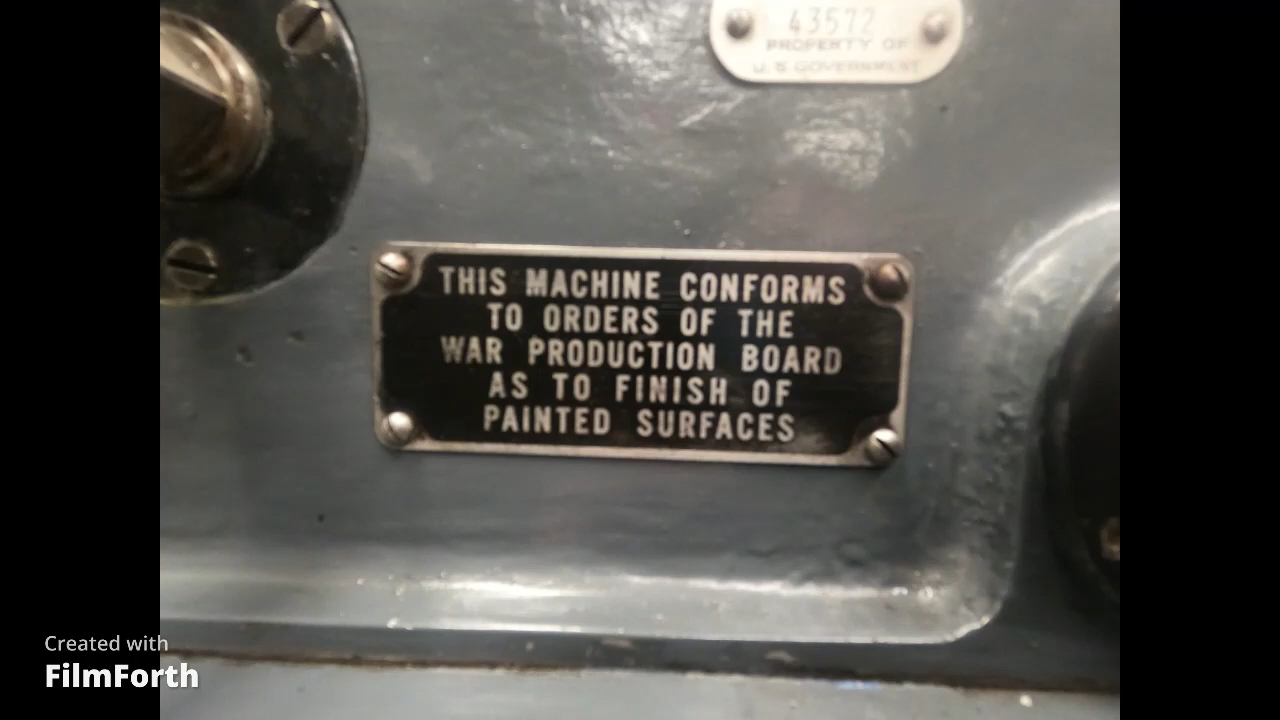 43572
PROPERTY OF
U. S. GOVERNMENT
THIS MACHINE CONFORMS
TO ORDERS OF THE
WAR PRODUCTION BOARD
AS TO FINISH OF
PAINTED SURFACES
Created with
FilmForth